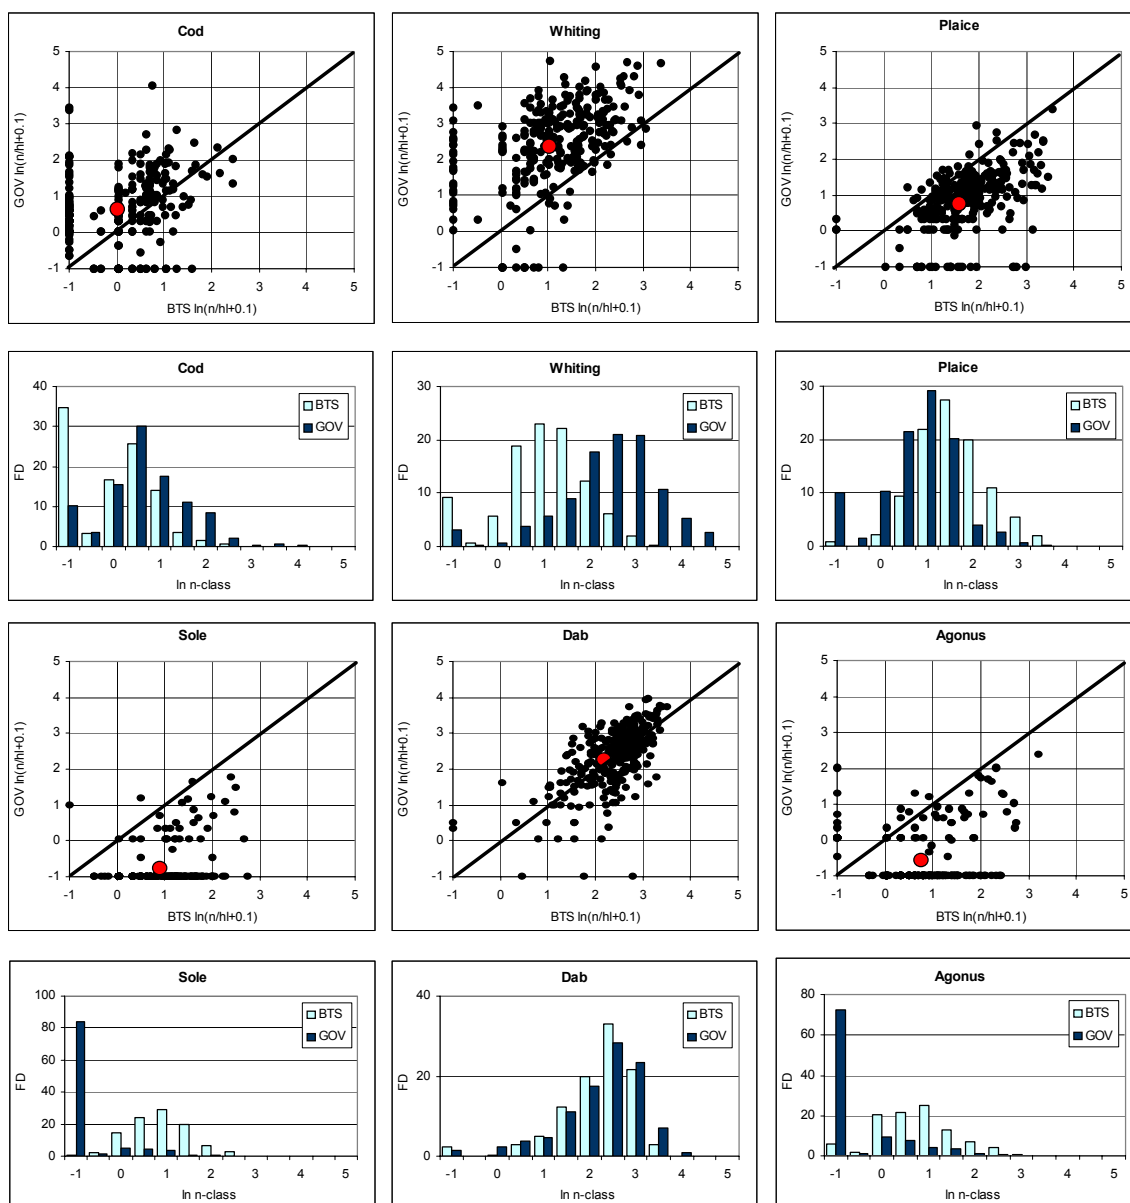 Cod
5
4
3
2
1
0
-1
-1 0 1 2 3 4 5
GOV ln(n/hl+0.1)
BTS ln(n/hl+0.1)
Whiting
5
4
3
2
1
0
-1
-1 0 1 2 3 4 5
GOV ln(n/hl+0.1)
BTS ln(n/hl+0.1)
Plaice
5
4
3
2
1
0
-1
-1 0 1 2 3 4 5
GOV ln(n/hl+0.1)
BTS ln(n/hl+0.1)
Cod
40
30
20
10
0
FD
BTS
GOV
-1 0 1 2 3 4 5
ln n-class
Whiting
30
20
10
0
FD
BTS
GOV
-1 0 1 2 3 4 5
ln n-class
Plaice
30
20
10
0
FD
BTS
GOV
-1 0 1 2 3 4 5
ln n-class
Sole
5
4
3
2
1
0
-1
-1 0 1 2 3 4 5
GOV ln(n/hl+0.1)
BTS ln(n/hl+0.1)
Dab
5
4
3
2
1
0
-1
-1 0 1 2 3 4 5
GOV ln(n/hl+0.1)
BTS ln(n/hl+0.1)
Agonus
5
4
3
2
1
0
-1
-1 0 1 2 3 4 5
GOV ln(n/hl+0.1)
BTS ln(n/hl+0.1)
Sole
100
80
60
40
20
0
FD
BTS
GOV
-1 0 1 2 3 4 5
ln n-class
Dab
40
20
0
FD
BTS
GOV
-1 0 1 2 3 4 5
ln n-class
Agonus
80
60
40
20
0
FD
BTS
GOV
-1 0 1 2 3 4 5
ln n-class